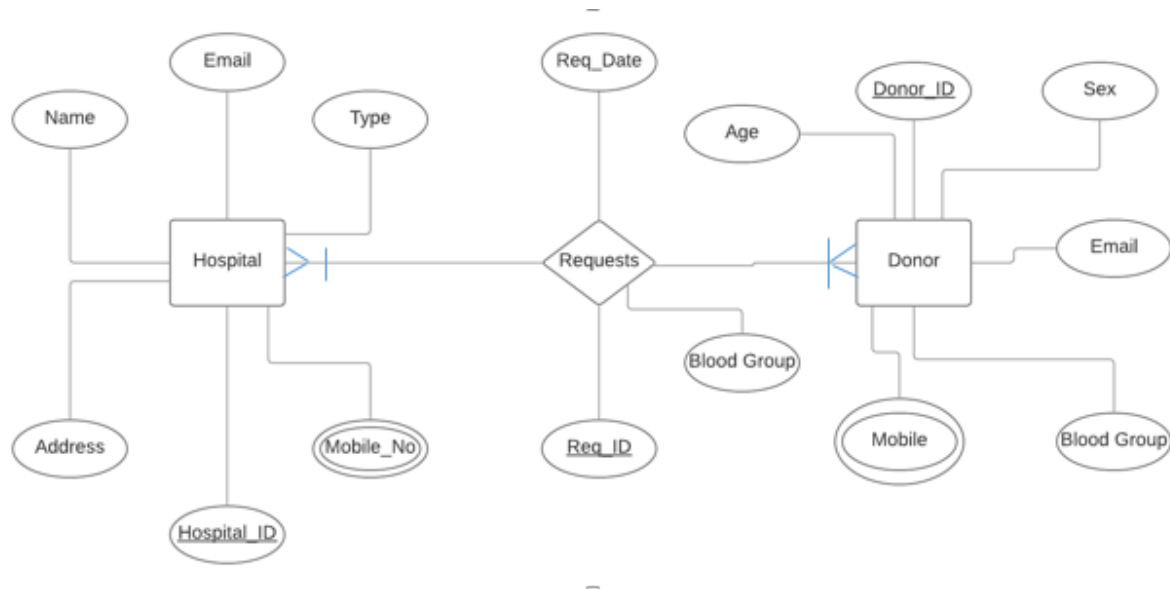 Email
Req_Date
Donor_ID
Sex
Name
Type
Age
Hospital
Requests
Donor
Email
Blood Group
Address
Mobile_No
Req_ID
Mobile
Blood Group
Hospital_ID